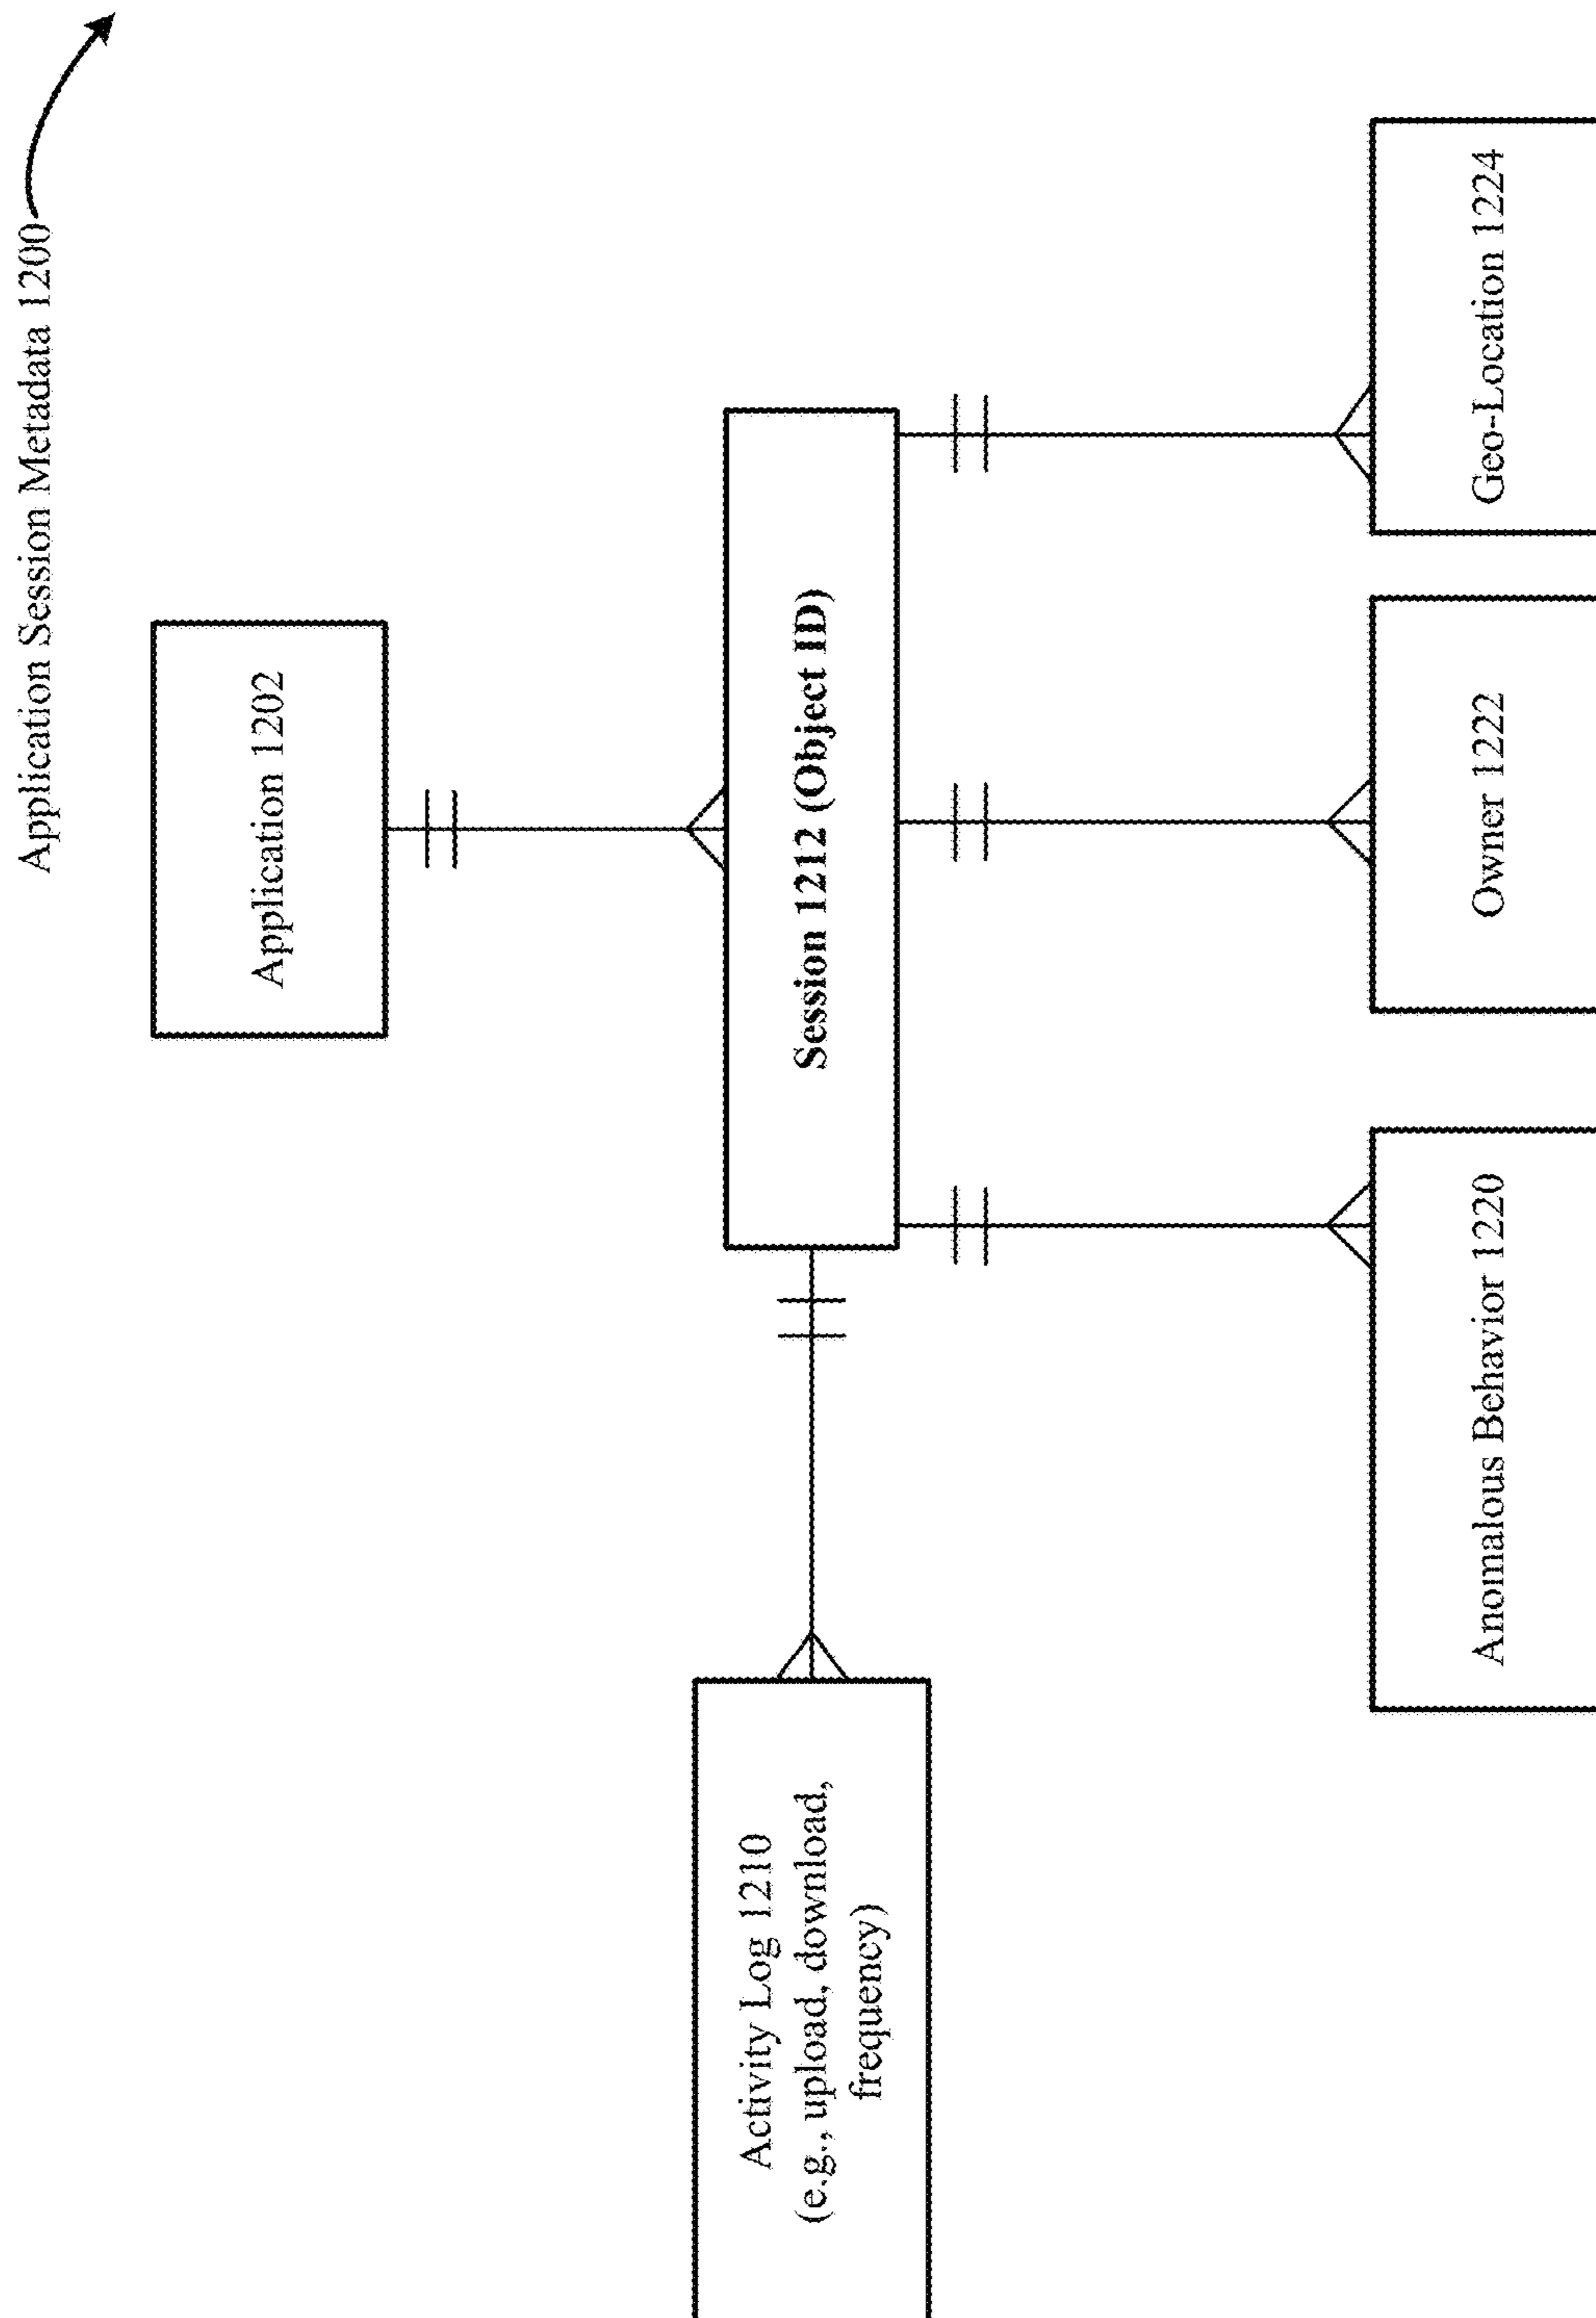 Application Session Metadata 1200
Application 1202
Activity Log 1210
(e.g., upload, download,
frequency)
Session 1212 (Object ID)
Anomalous Behavior 1220
Owner 1222
Geo-Location 1224